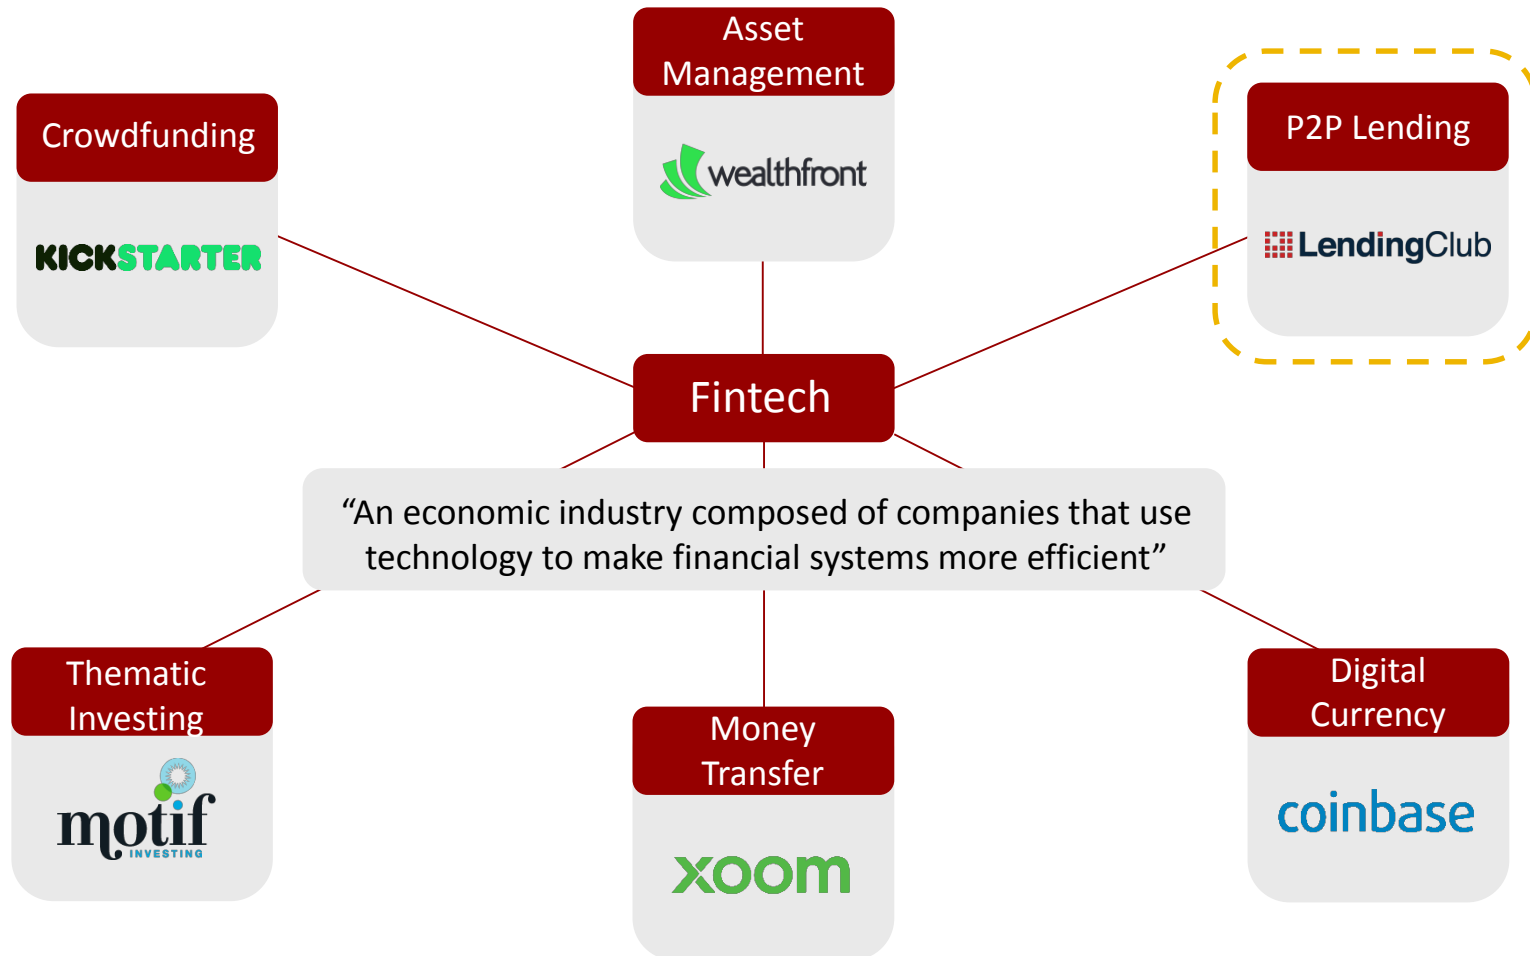 Asset
Management
wealthfront
Crowdfunding
KICKSTARTER
P2P Lending
LendingClub
Fintech
“An economic industry composed of companies that use
technology to make financial systems more efficient”
Thematic
Investing
motif
INVESTING
Money
Transfer
xoom
Digital
Currency
coinbase